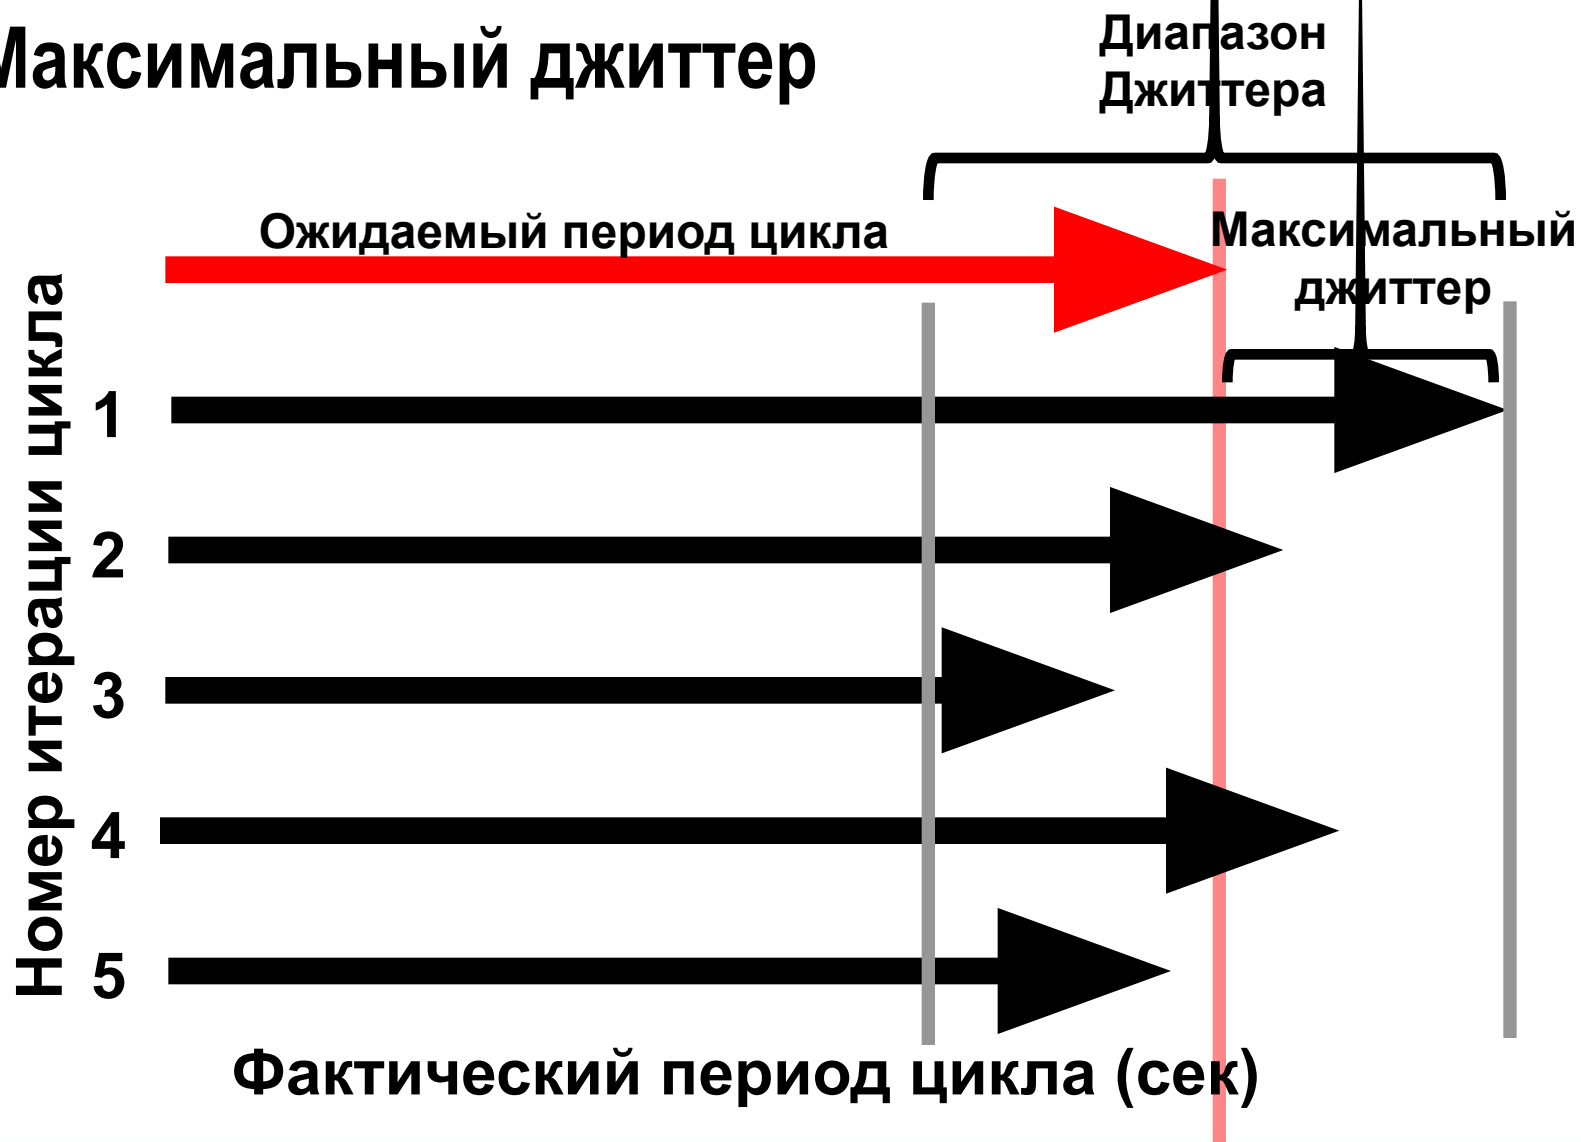 Максимальный джиттер
Диапазон
Джиттера
Ожидаемый период цикла
Максимальный
джиттер
Номер итерации цикла
1
2
3
4
5
Фактический период цикла (сек)